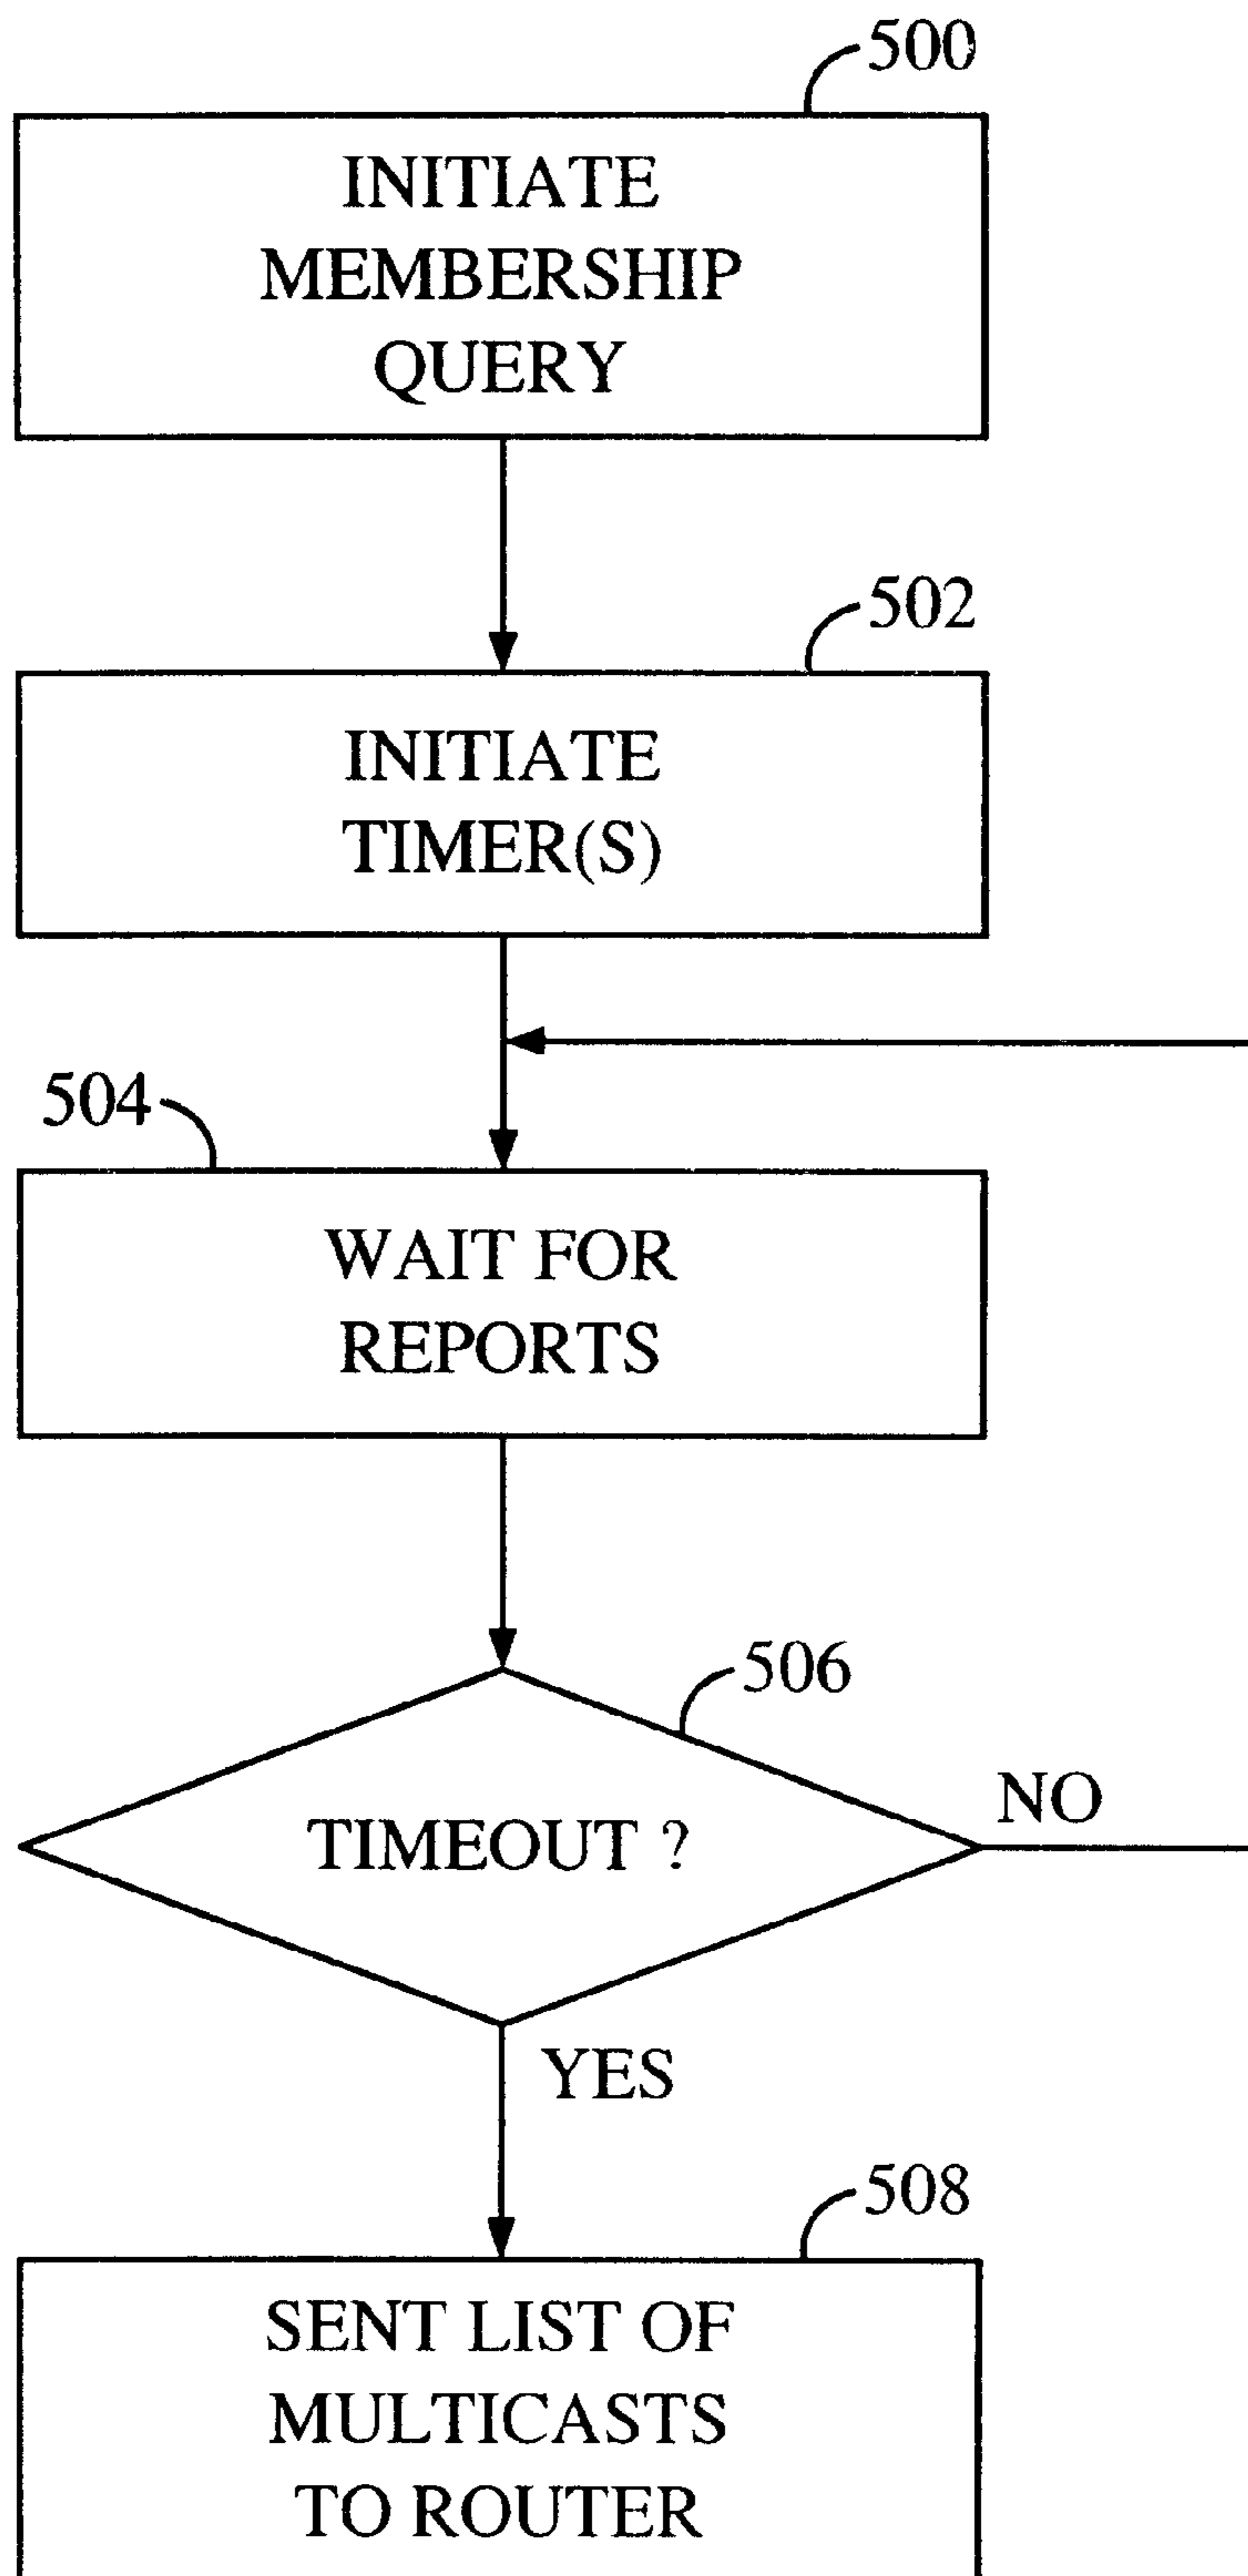 500
INITIATE
MEMBERSHIP
QUERY
502
INITIATE
TIMER(S)
504
WAIT FOR
REPORTS
506
TIMEOUT ?
NO
YES
508
SENT LIST OF
MULTICASTS
TO ROUTER